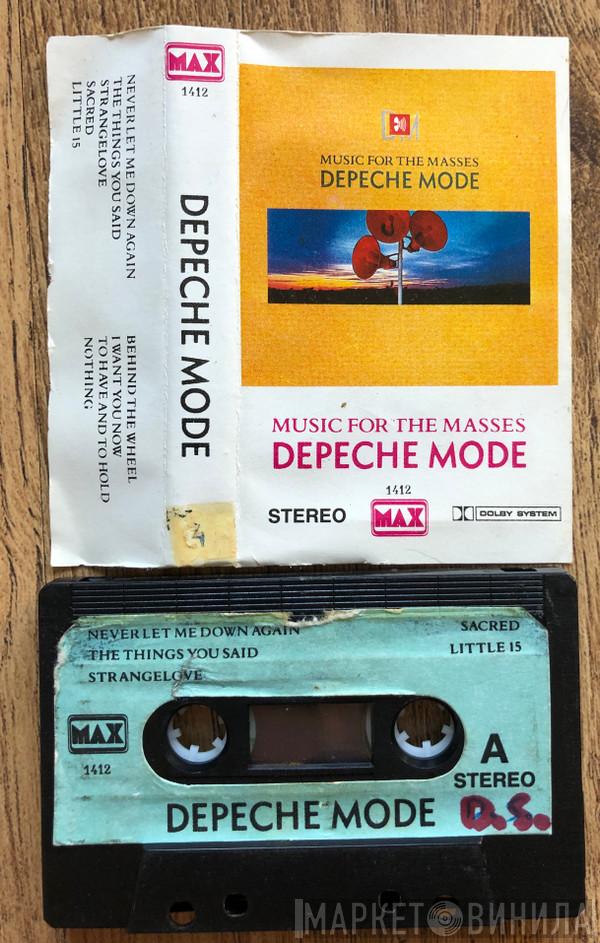 NEVER LET ME DOWN AGAIN
THE THINGS YOU SAID
STRANGELOVE
SACRED
LITTLE 15
BEHIND THE WHEEL
I WANT YOU NOW
TO HAVE AND TO HOLD
NOTHING
MAX
1412
DEPECHE MODE
3
MUSIC FOR THE MASSES
DEPECHE MODE
MUSIC FOR THE MASSES
DEPECHE MODE
1412
STEREO
MAX
DOLBY SYSTEM
NEVER LET ME DOWN AGAIN
THE THINGS YOU SAID
STRANGELOVE
SACRED
LITTLE 15
MAX
1412
A
STEREO
DEPECHE MODE
D.S.
МАРКЕТ ВИНИЛА